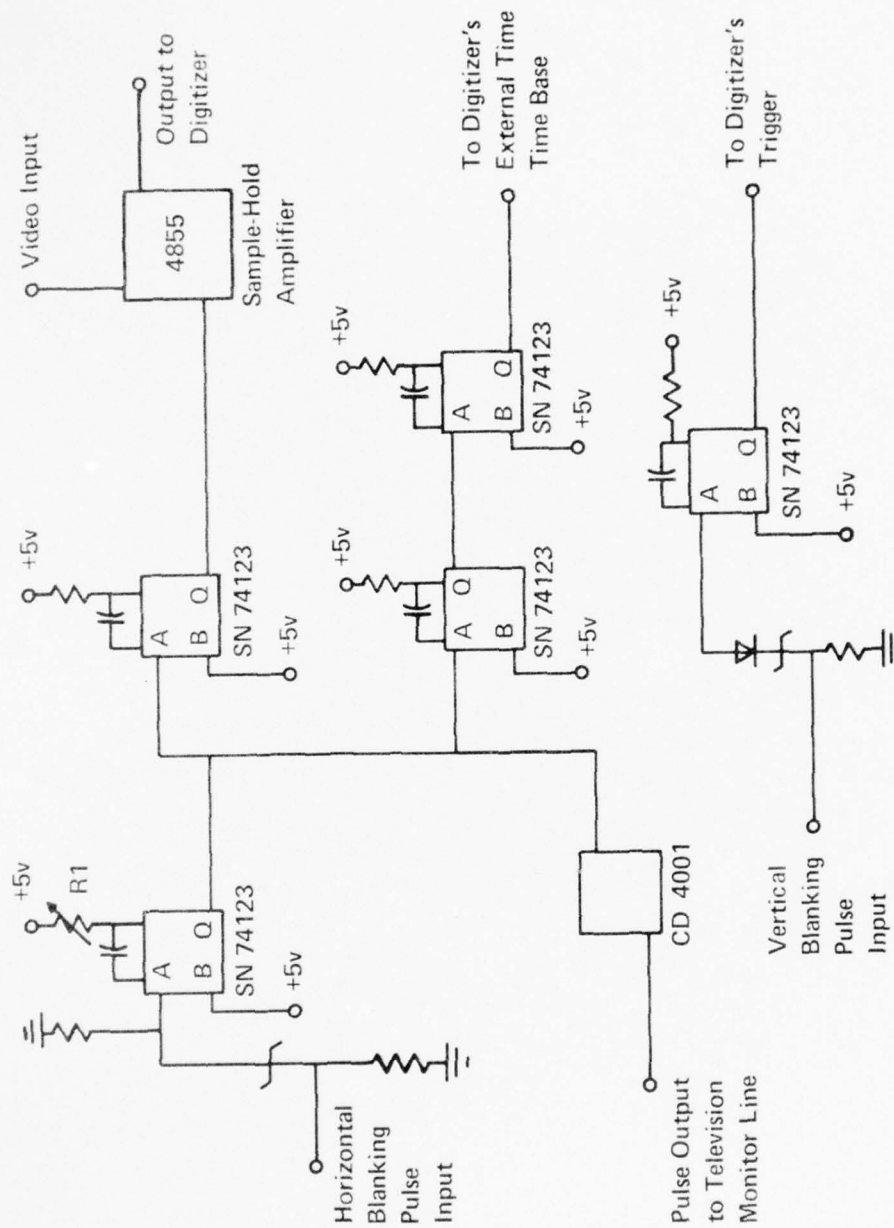 Video Input
4855
Output to
Digitizer
Sample-Hold
Amplifier
+5v
A
B
Q
SN 74123
+5v
+5v
R1
A
B
Q
SN 74123
+5v
Horizontal
Blanking
Pulse
Input
+5v
A
B
Q
SN 74123
+5v
+5v
A
B
Q
SN 74123
+5v
To Digitizer's
External Time
Time Base
CD 4001
Pulse Output
to Television
Monitor Line
Vertical
Blanking
Pulse
Input
+5v
A
B
Q
SN 74123
+5v
To Digitizer's
Trigger